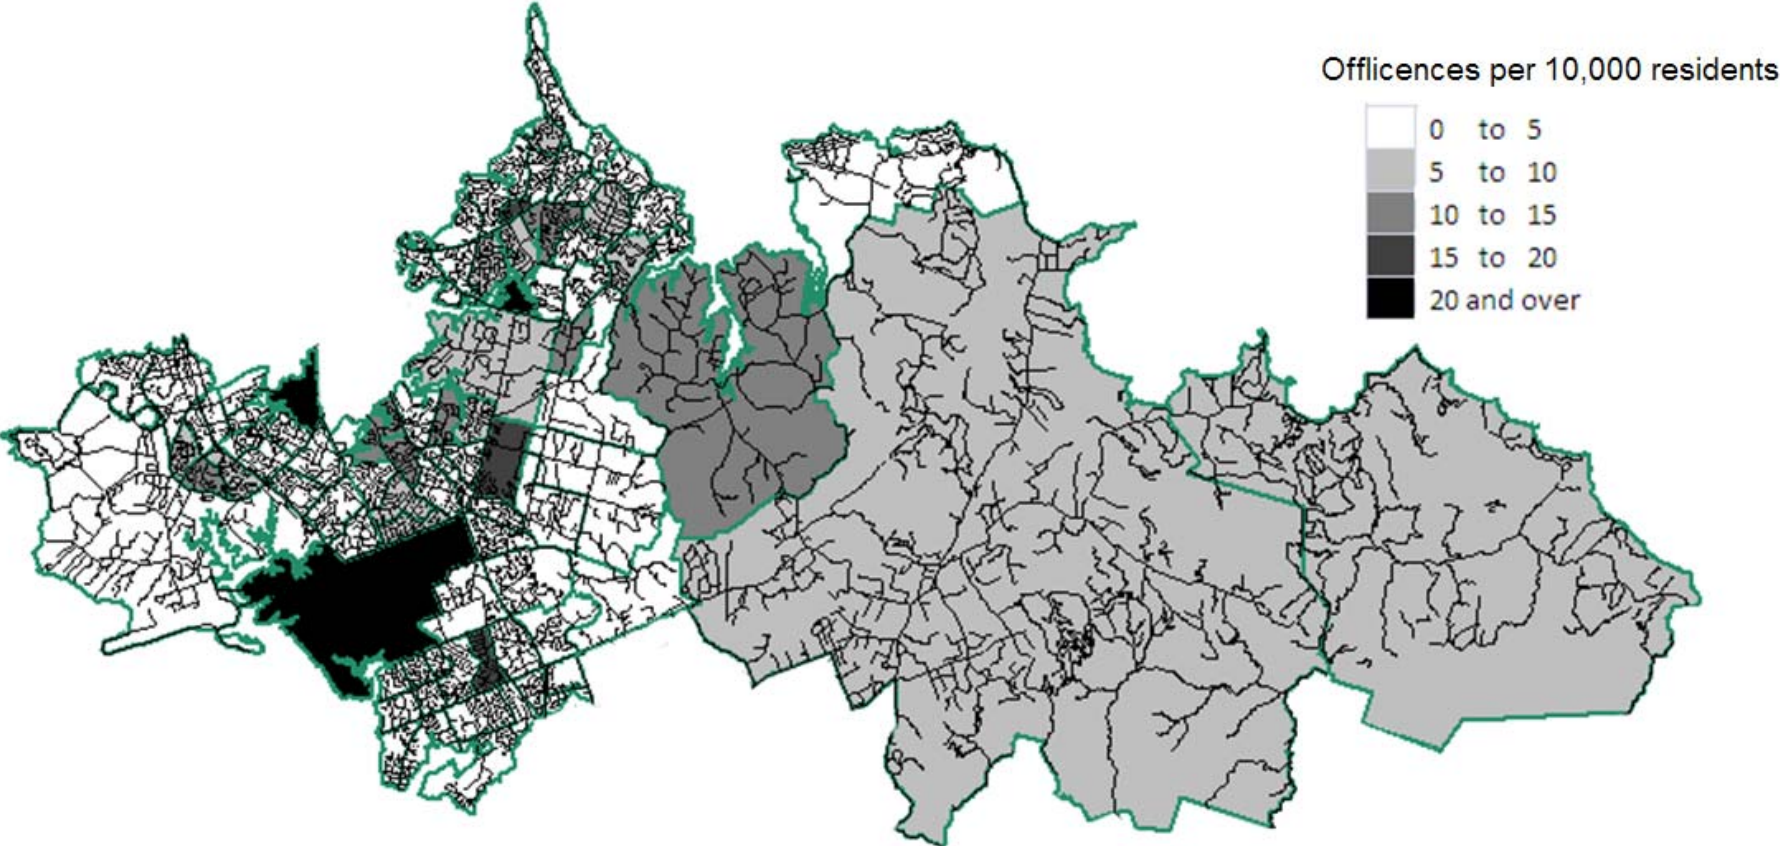 Offlicences per 10,000 residents
0 to 5
5 to 10
10 to 15
15 to 20
20 and over